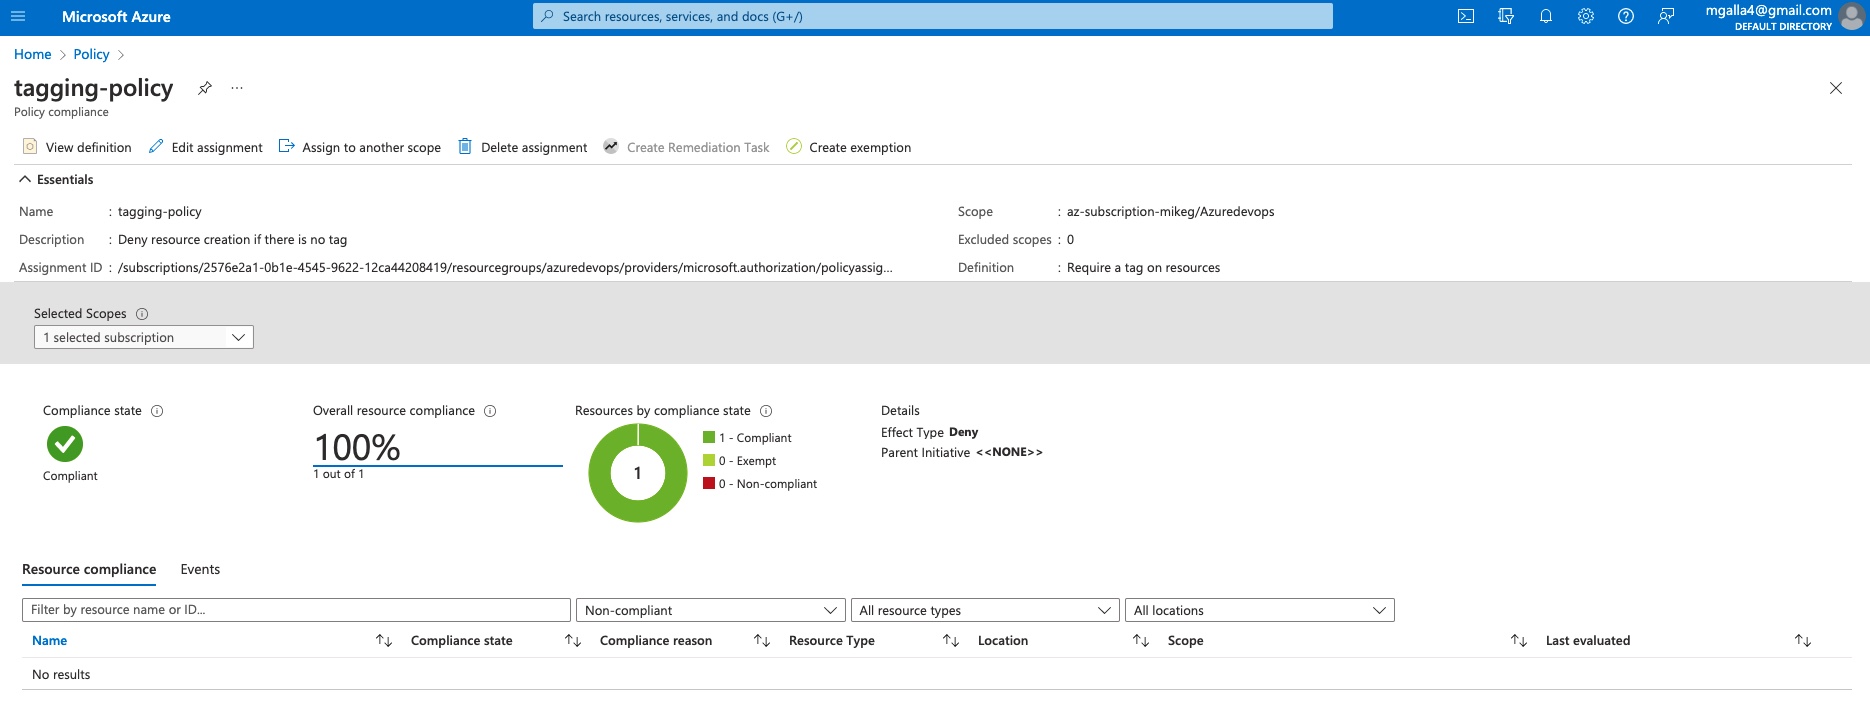 Microsoft Azure
Search resources, services, and docs (G+/)
mgalla4@gmail.com
DEFAULT DIRECTORY
Home > Policy >
tagging-policy
...
Policy compliance
View definition Edit assignment Assign to another scope Delete assignment Create Remediation Task Create exemption
Essentials
Name : tagging-policy
Scope : az-subscription-mikeg/Azuredevops
Description : Deny resource creation if there is no tag
Excluded scopes : 0
Assignment ID : /subscriptions/2576e2a1-0b1e-4545-9622-12ca44208419/resourcegroups/azuredevops/providers/microsoft.authorization/policyassig...
Definition : Require a tag on resources
Selected Scopes
1 selected subscription
Compliance state
Compliant
Overall resource compliance
100%
1 out of 1
Resources by compliance state
1
1 - Compliant
0 - Exempt
0 - Non-compliant
Details
Effect Type Deny
Parent Initiative <<NONE>>
Resource compliance Events
Filter by resource name or ID... Non-compliant All resource types All locations
Name Compliance state Compliance reason Resource Type Location Scope Last evaluated
No results